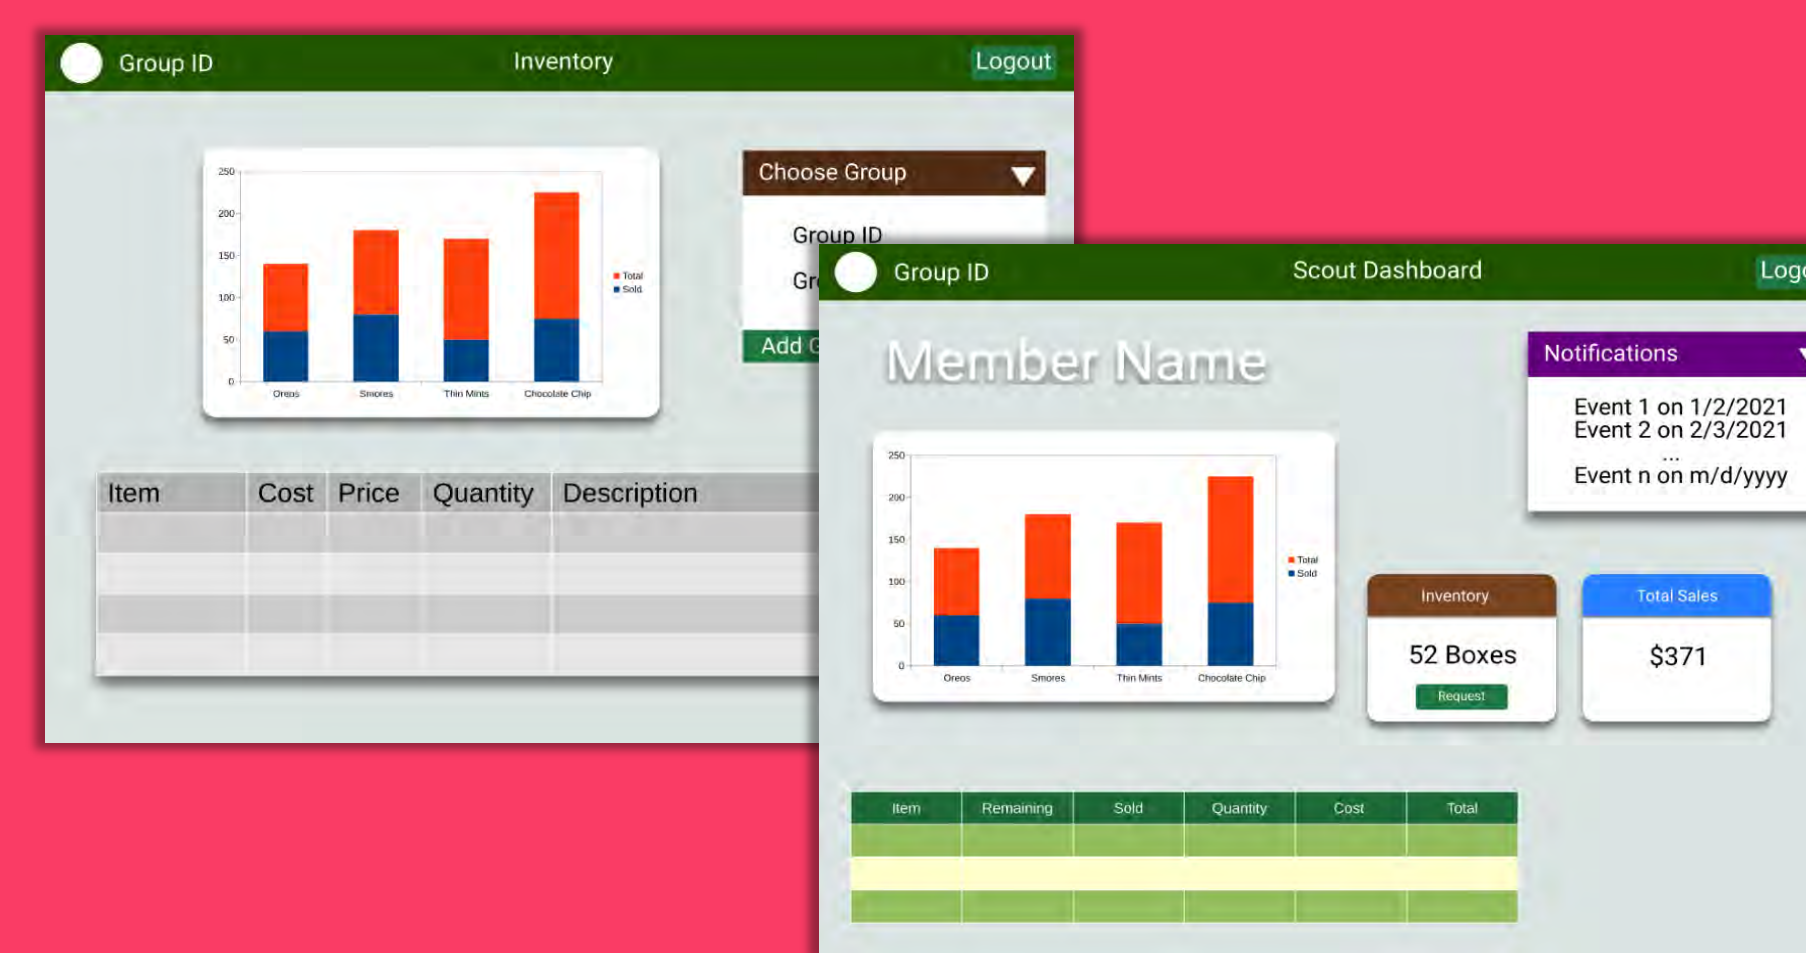 Group ID
Inventory
Logout
250
200
150
100
50
0
Oreos
Smores
Thin Mints
Chocolate Chip
Total
Sold
Choose Group
Group ID
Add
Item Cost Price Quantity Description
Group ID
Scout Dashboard
Member Name
250
200
150
100
50
0
Oreos
Smores
Thin Mints
Chocolate Chip
Total
Sold
Notifications
Event 1 on 1/2/2021
Event 2 on 2/3/2021
...
Event n on m/d/yyyy
Inventory
52 Boxes
Request
Total Sales
$371
Item Remaining Sold Quantity Cost Total